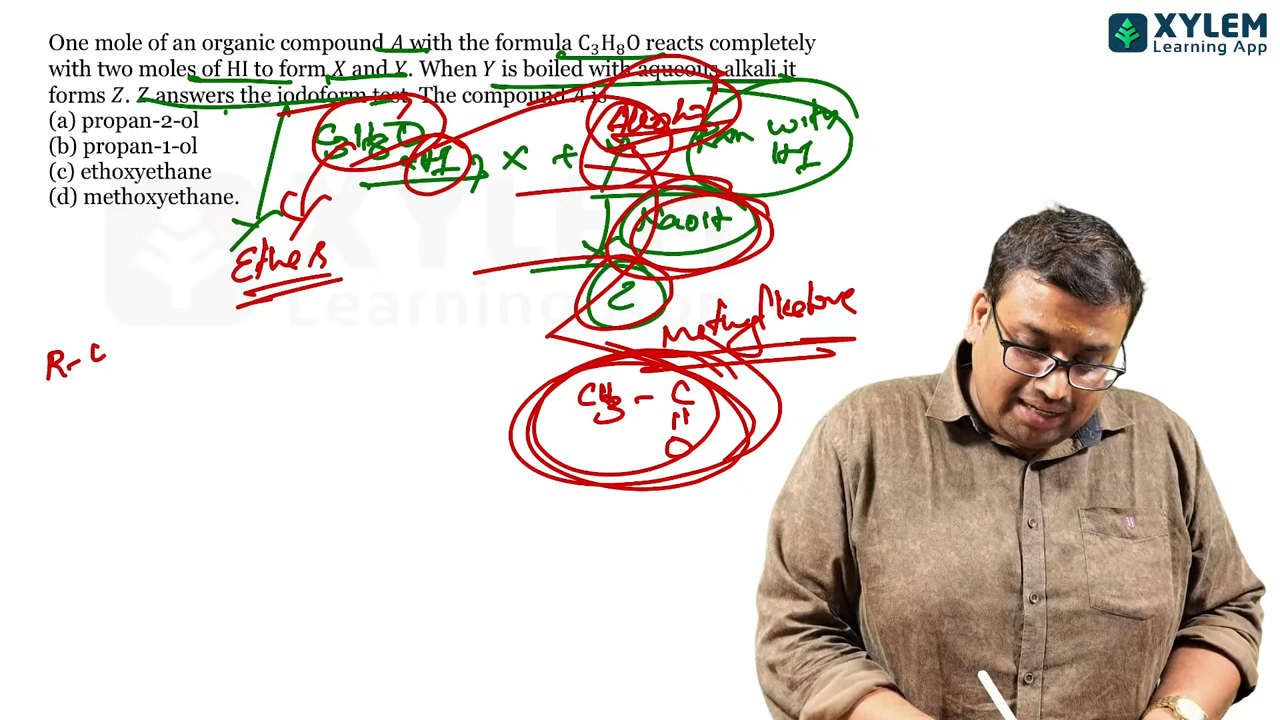 XYLEM
Learning App
One mole of an organic compound A with the formula C₃H₈O reacts completely
with two moles of HI to form X and Y. When Y is boiled with aqueous alkali it
forms Z. Z answers the iodoform test. The compound A is
(a) propan-2-ol
(b) propan-1-ol
(c) ethoxyethane
(d) methoxyethane.
C₃H₈O
HI X +
with
HI
NaOH
Ethers
Z
Methyl ketone
R-C
CH₃-C
O
XYLEM
Learning